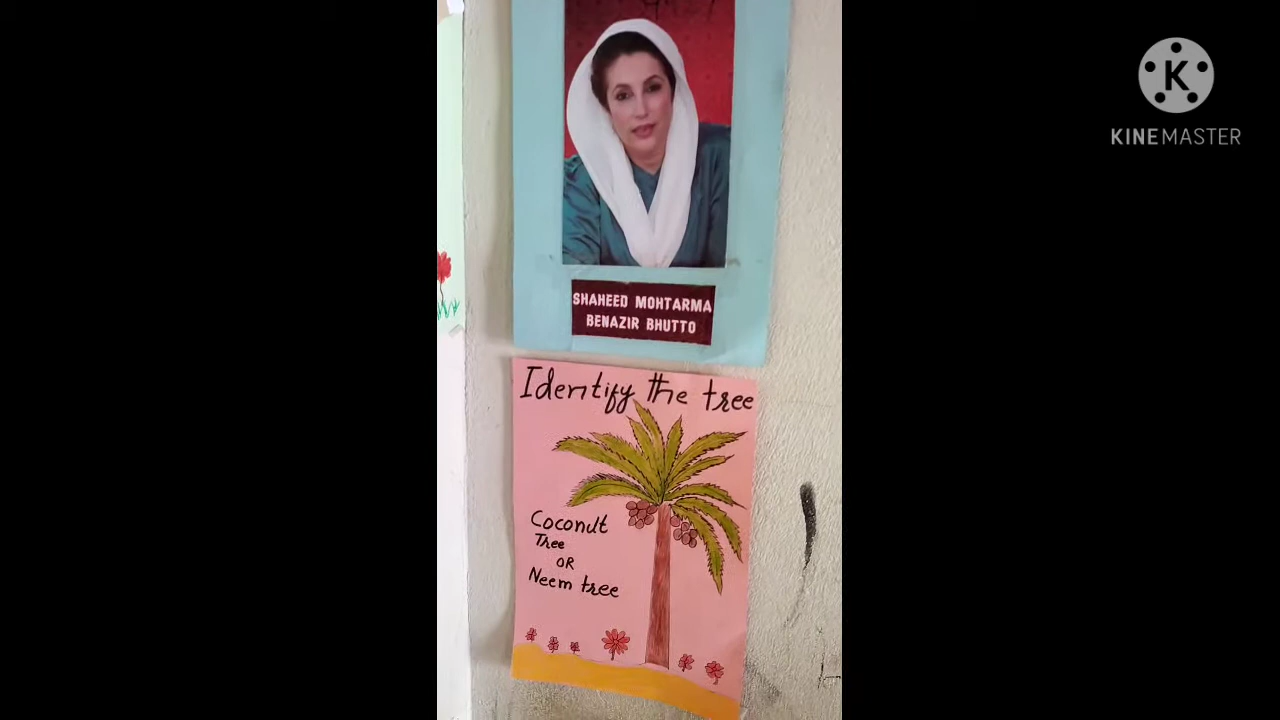 KINEMASTER
SHAHEED MOHTARMA
BENAZIR BHUTTO
Identify the tree
Coconut
Tree
OR
Neem tree